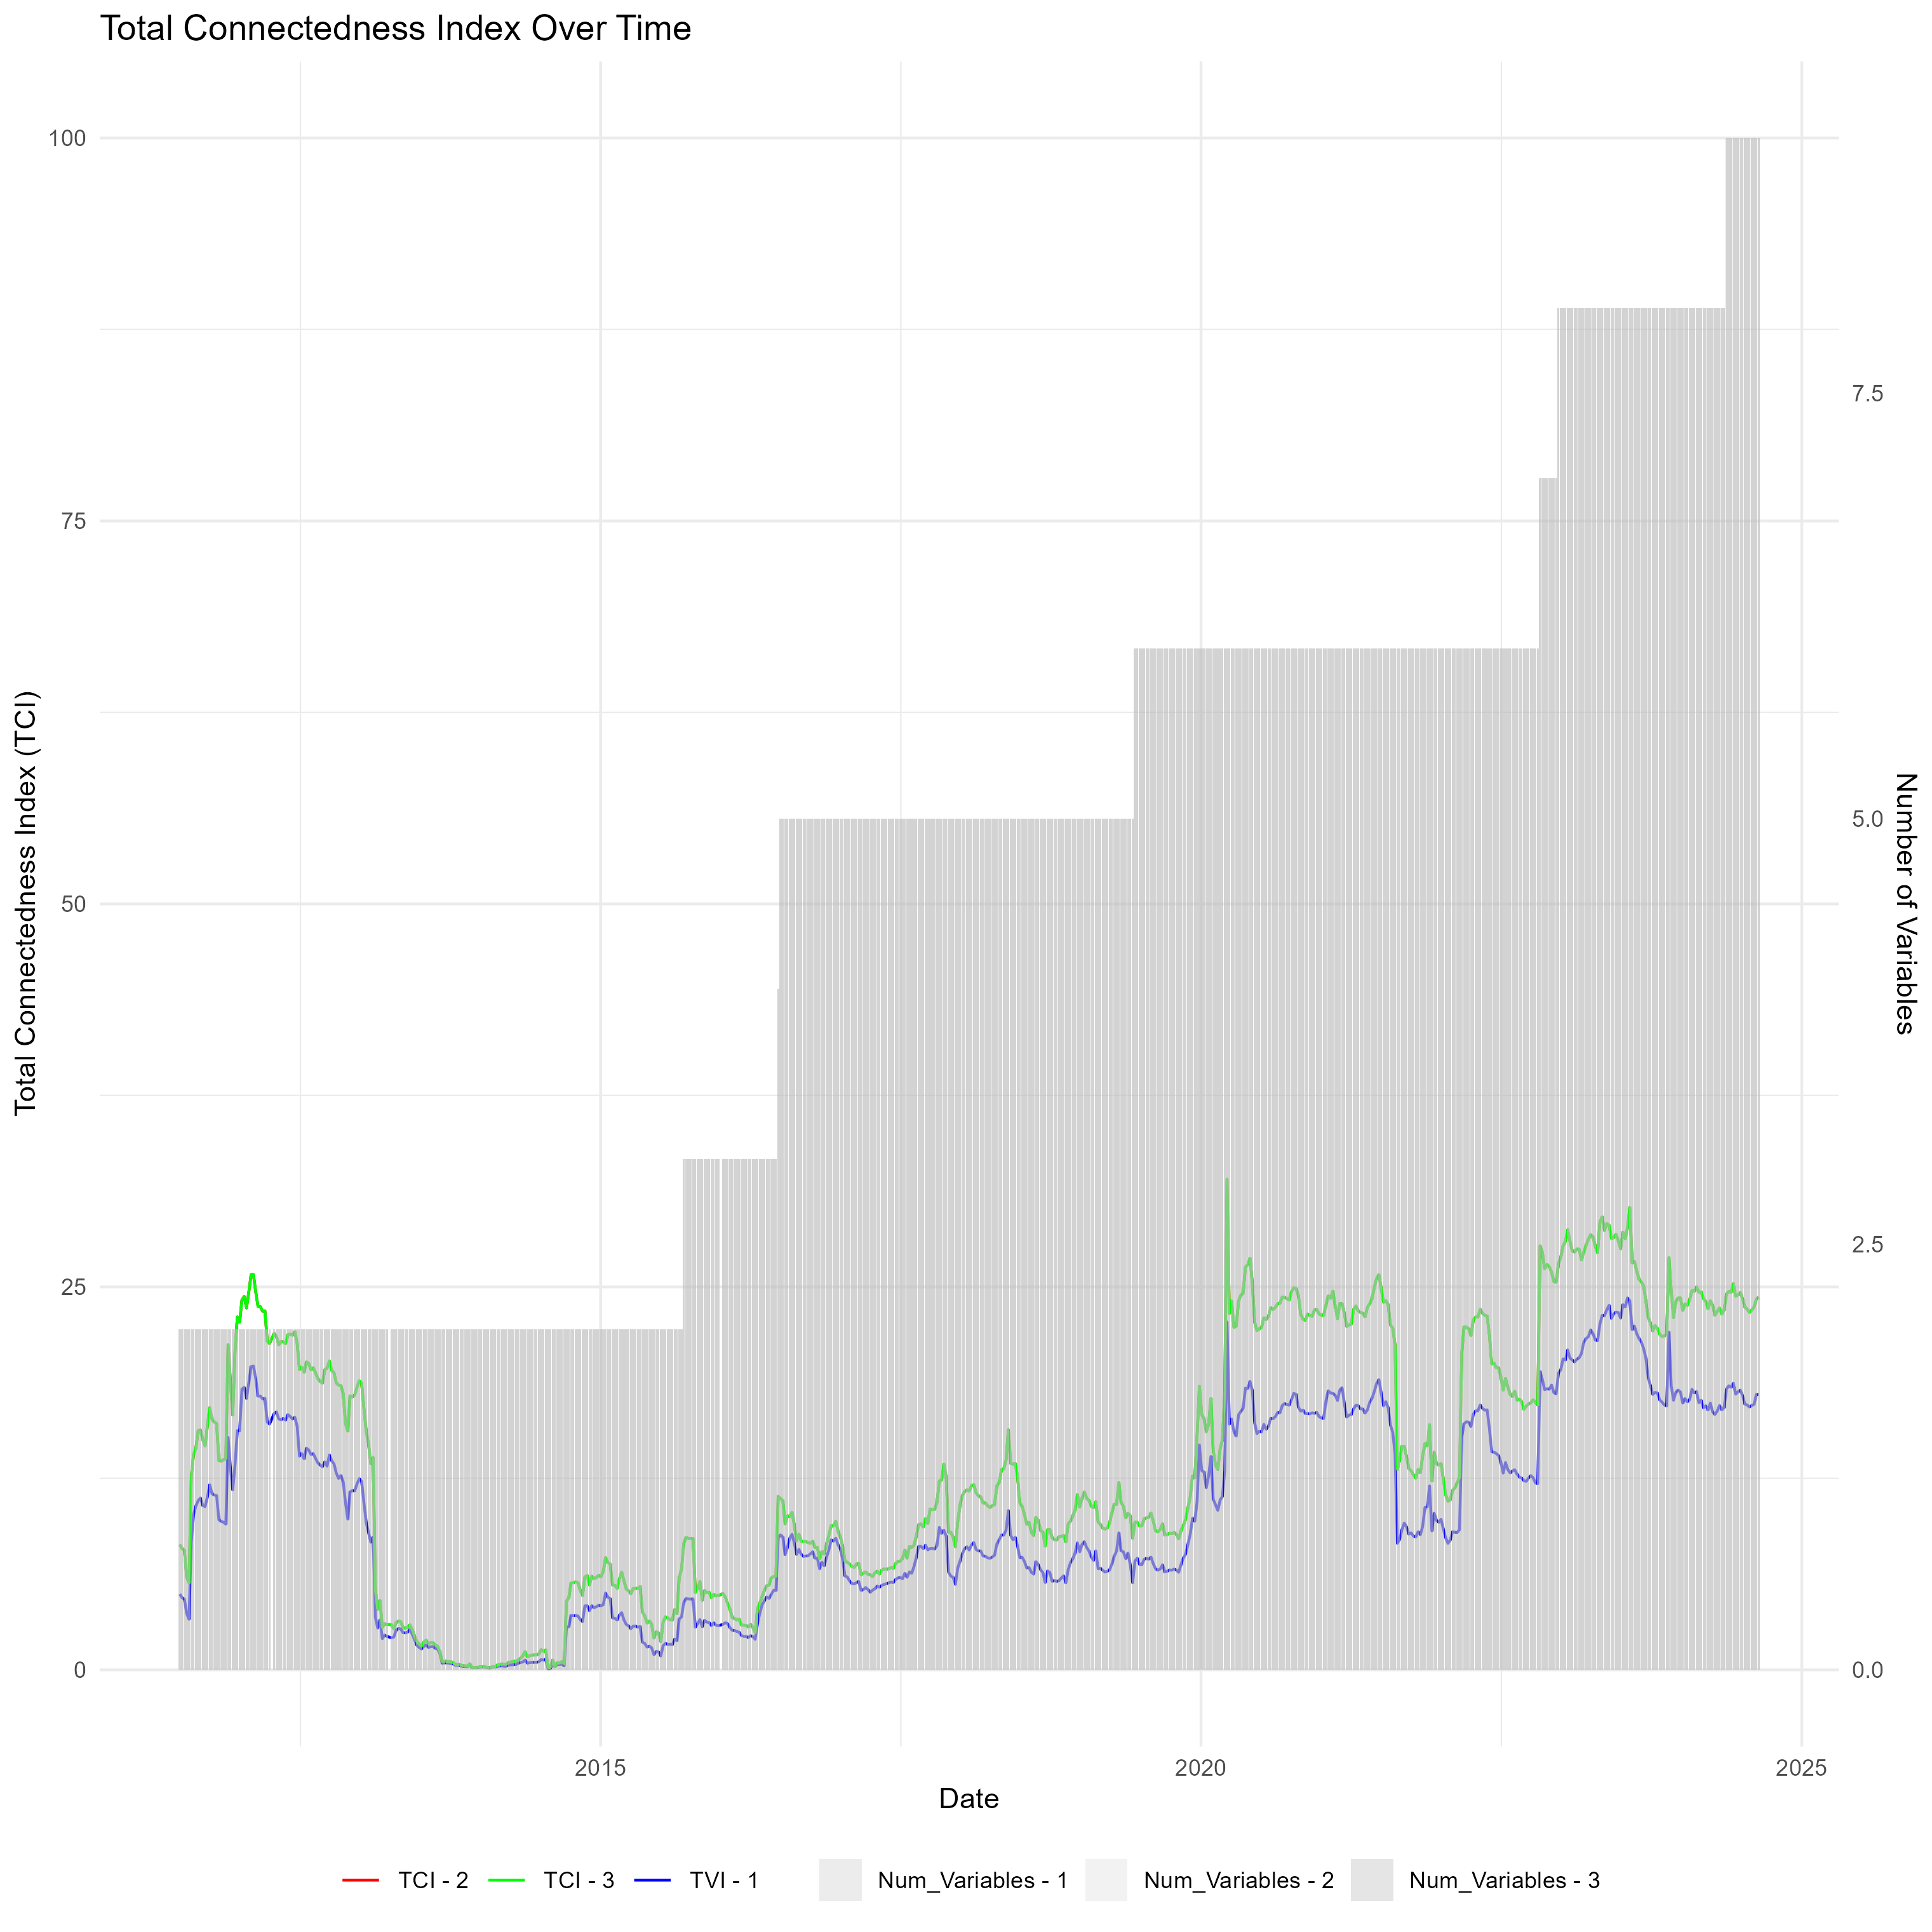 Total Connectedness Index Over Time
100
75
50
25
0
Total Connectedness Index (TCI)
7.5
5.0
2.5
0.0
Number of Variables
2015
2020
2025
Date
TCI - 2
TCI - 3
TVI - 1
Num_Variables - 1
Num_Variables - 2
Num_Variables - 3